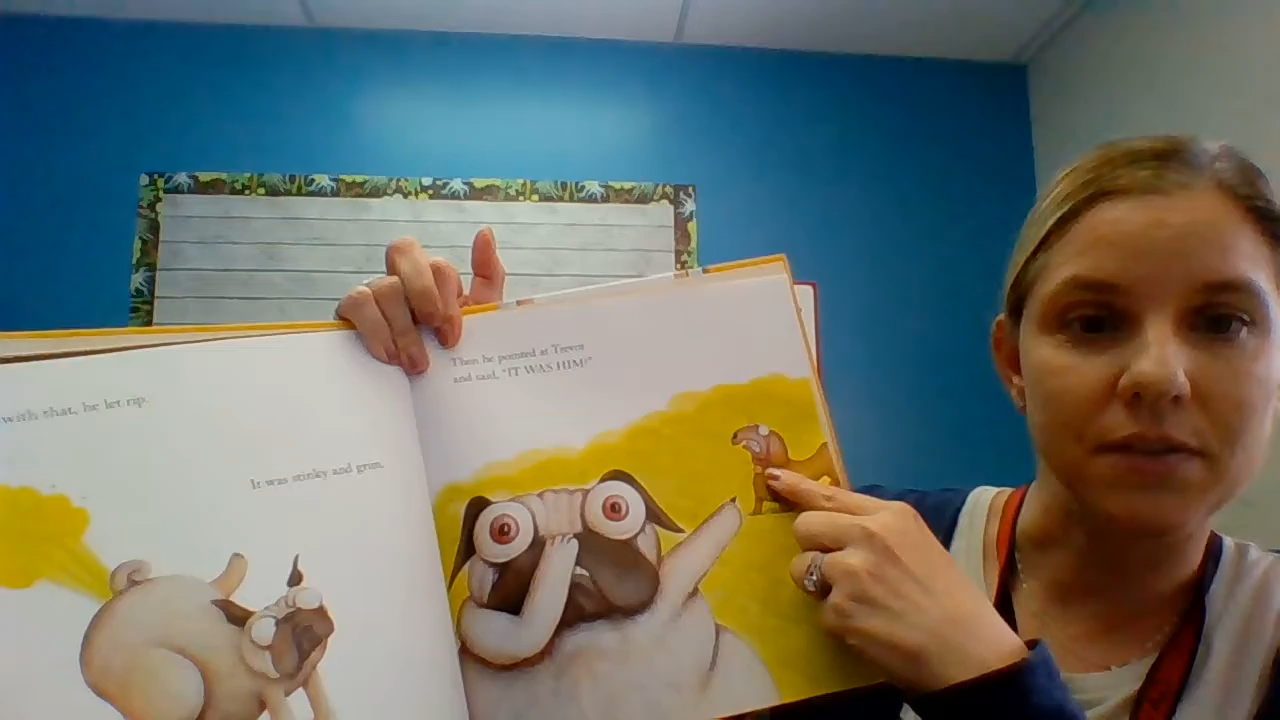 with that, he let rip.
It was stinky and grim.
Then he pointed at Trevor
and said, "IT WAS HIM!"